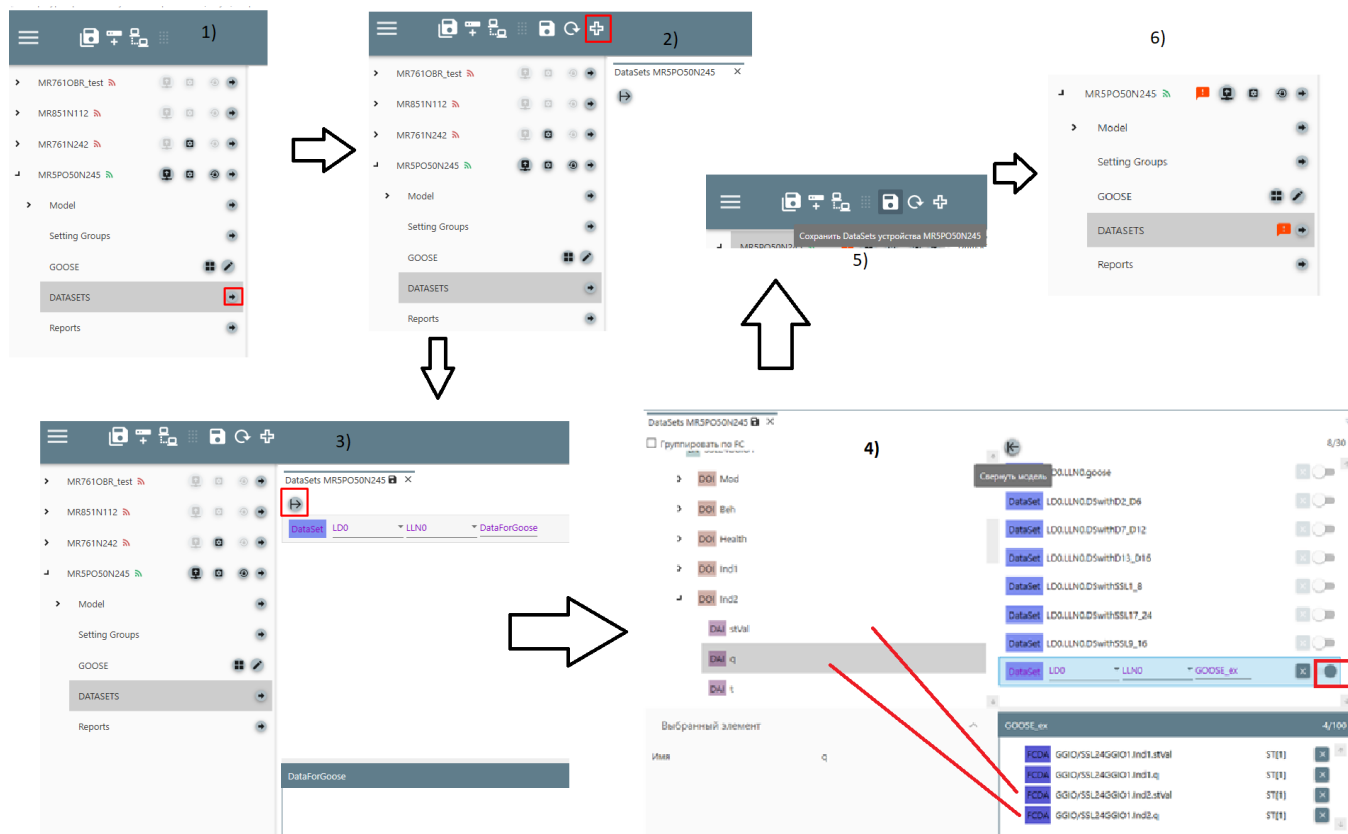 1)
MR761OBR_test
MR851N112
MR761N242
MR5PO50N245
Model
Setting Groups
GOOSE
DATASETS
Reports
2)
MR761OBR_test
MR851N112
MR761N242
MR5PO50N245
Model
Setting Groups
GOOSE
DATASETS
Reports
DataSets MR5PO50N245
3)
MR761OBR_test
MR851N112
MR761N242
MR5PO50N245
Model
Setting Groups
GOOSE
DATASETS
Reports
DataSets MR5PO50N245
DataSet LD0 LLN0 DataForGoose
DataForGoose
4)
DataSets MR5PO50N245
Группировать по FC
DOI Mod
DOI Beh
DOI Health
DOI Ind1
DOI Ind2
DAI stVal
DAI q
DAI t
Выбранный элемент
Имя q
8/30
Свернуть модель
LD0.LLN0.goose
DataSet LD0.LLN0.DSwithD2_D6
DataSet LD0.LLN0.DSwithD7_D12
DataSet LD0.LLN0.DSwithD13_D16
DataSet LD0.LLN0.DSwithSSL1_8
DataSet LD0.LLN0.DSwithSSL17_24
DataSet LD0.LLN0.DSwithSSL9_16
DataSet LD0 LLN0 GOOSE_ex
GOOSE_ex 4/100
FCDA GGIO/SSL24GGIO1.Ind1.stVal ST[1]
FCDA GGIO/SSL24GGIO1.Ind1.q ST[1]
FCDA GGIO/SSL24GGIO1.Ind2.stVal ST[1]
FCDA GGIO/SSL24GGIO1.Ind2.q ST[1]
Сохранить DataSets устройства MR5PO50N245
5)
6)
MR5PO50N245
Model
Setting Groups
GOOSE
DATASETS
Reports